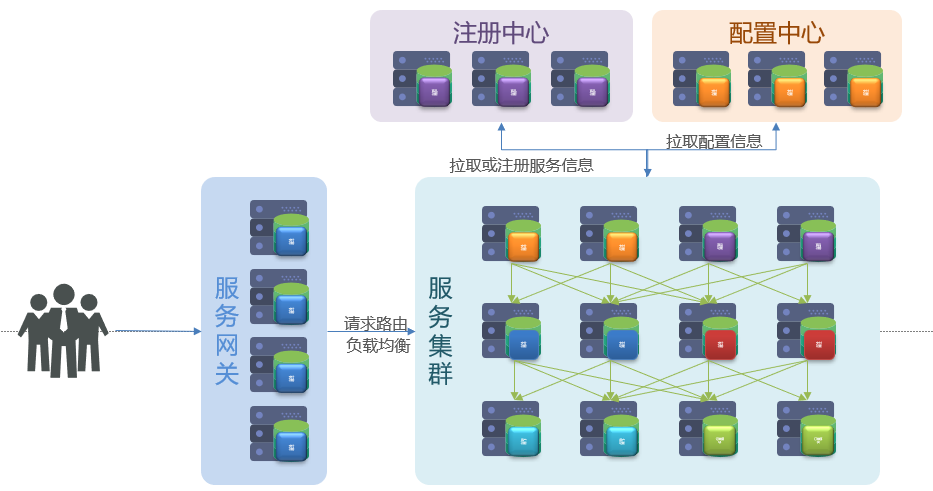 注册中心
配置中心
拉取配置信息
拉取或注册服务信息
服务网关
请求路由
负载均衡
服务集群